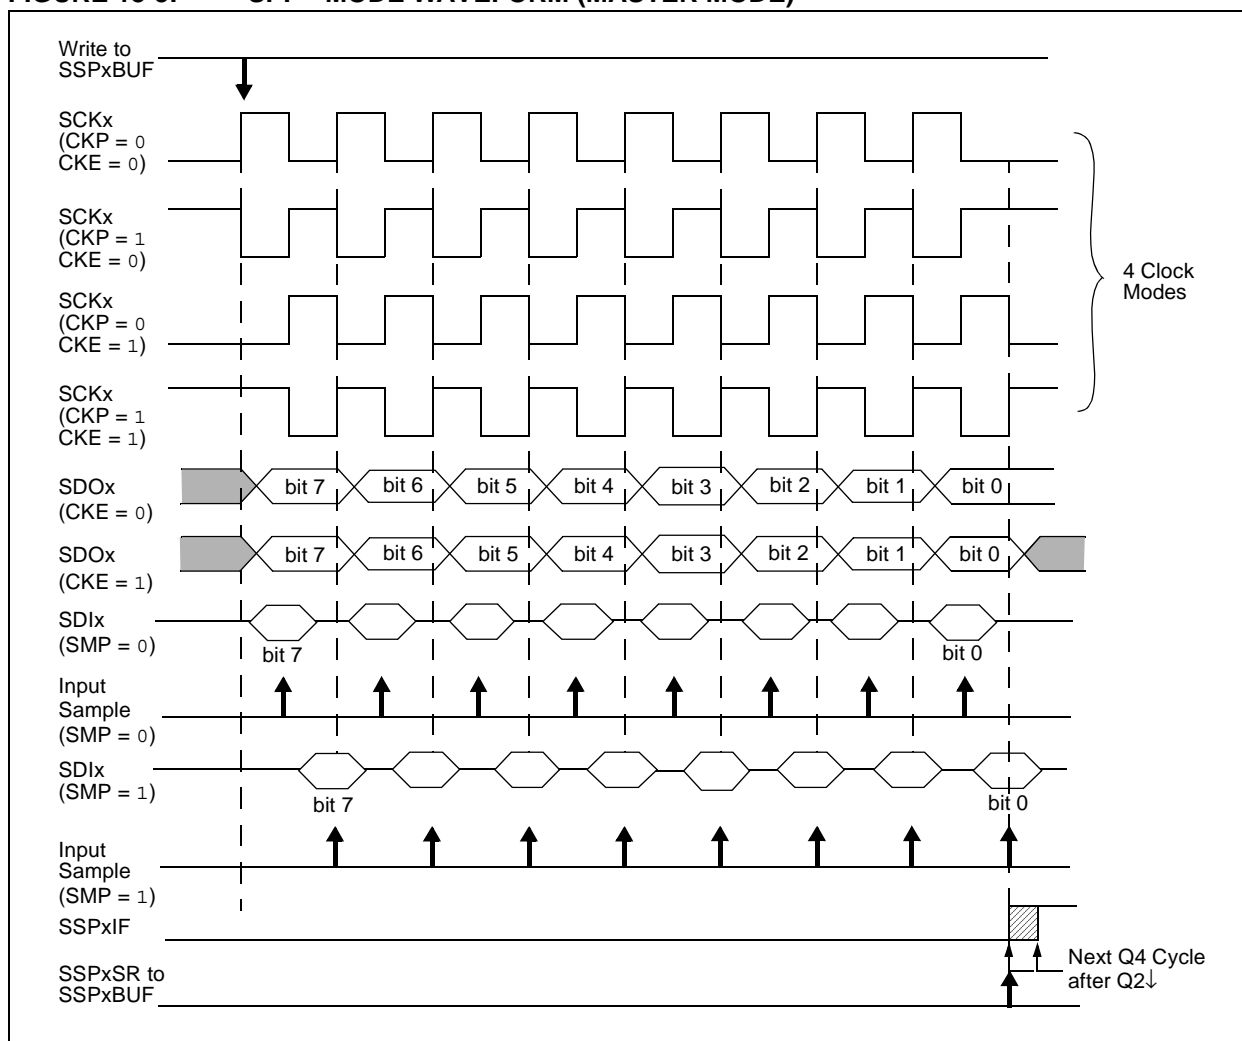 Write to
SSPxBUF
SCKx
(CKP = 0
CKE = 0)
SCKx
(CKP = 1
CKE = 0)
SCKx
(CKP = 0
CKE = 1)
SCKx
(CKP = 1
CKE = 1)
4 Clock
Modes
SDOx
(CKE = 0)
bit 7 bit 6 bit 5 bit 4 bit 3 bit 2 bit 1 bit 0
SDOx
(CKE = 1)
bit 7 bit 6 bit 5 bit 4 bit 3 bit 2 bit 1 bit 0
SDIx
(SMP = 0)
bit 7 bit 0
Input
Sample
(SMP = 0)
SDIx
(SMP = 1)
bit 7 bit 0
Input
Sample
(SMP = 1)
SSPxIF
SSPxSR to
SSPxBUF
Next Q4 Cycle
after Q2↓